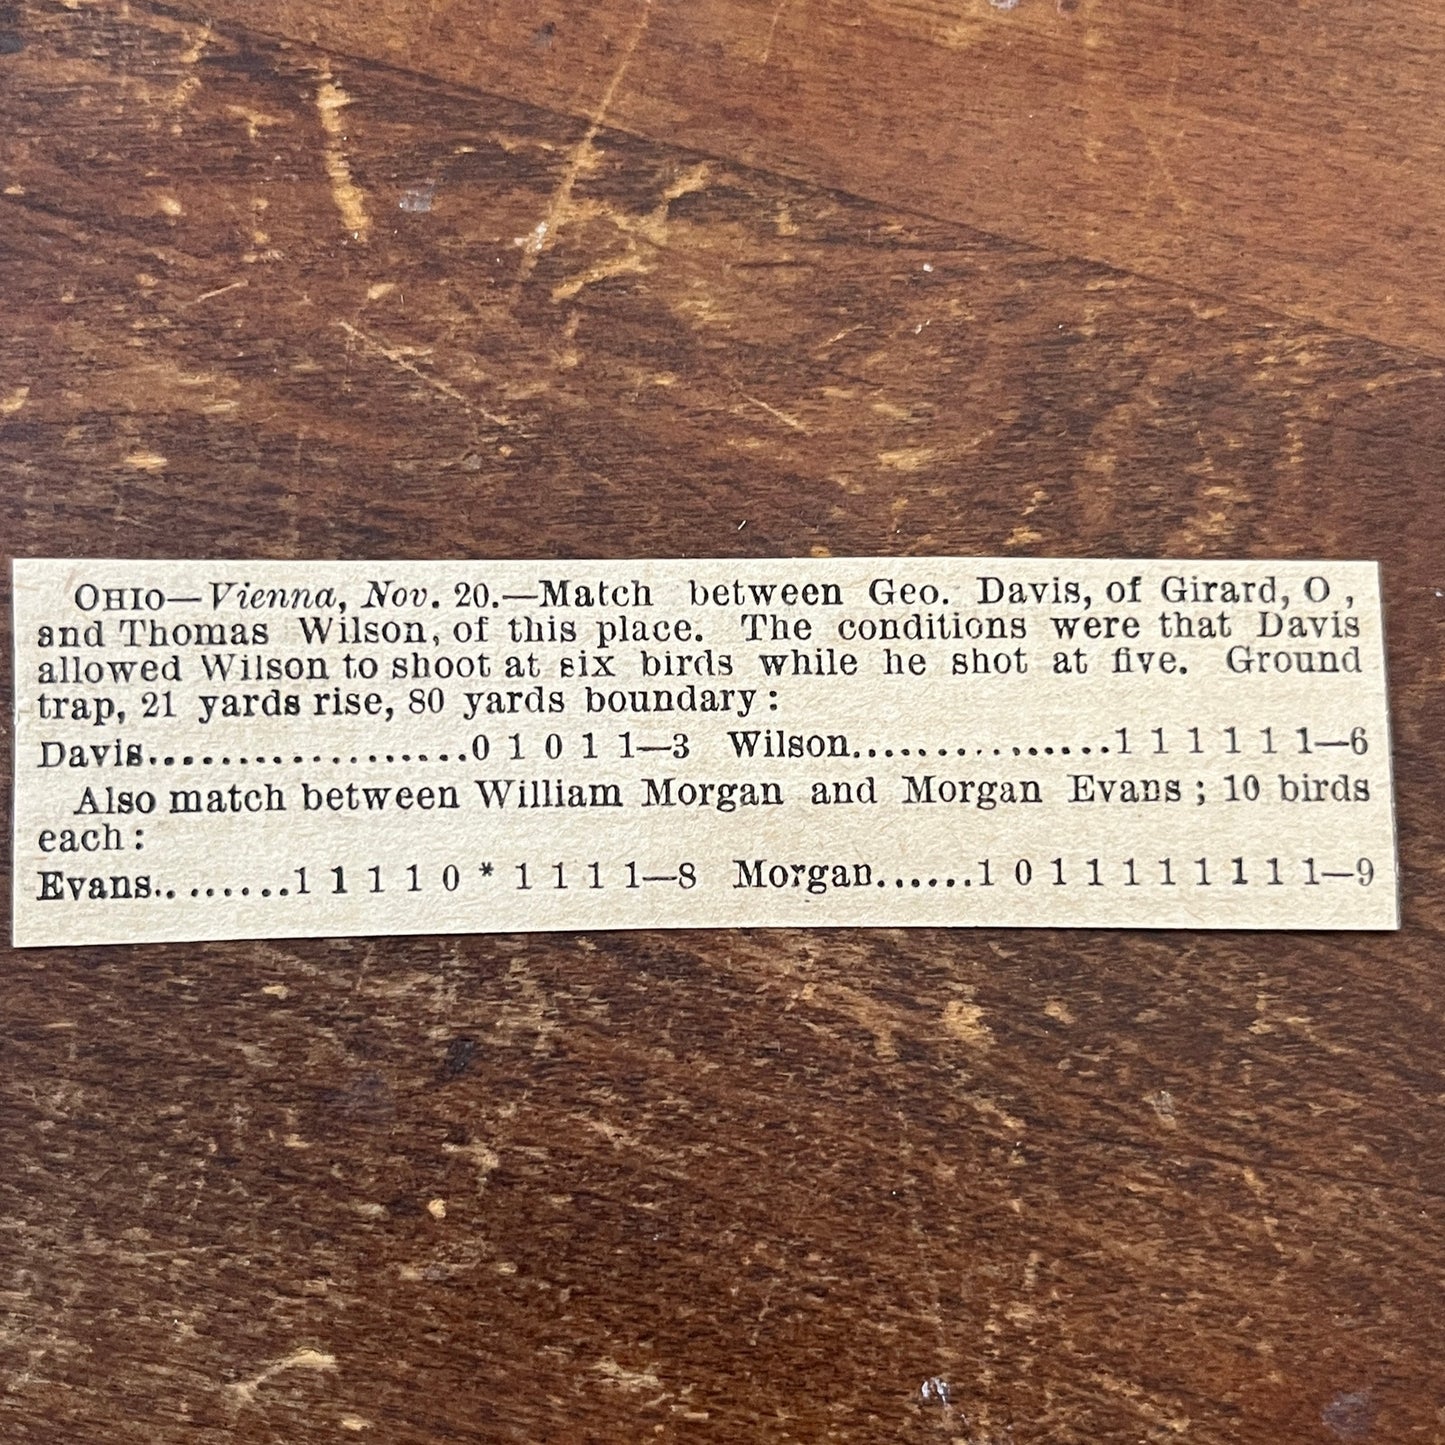 OHIO—Vienna, Nov. 20.—Match between Geo. Davis, of Girard, O ,
and Thomas Wilson, of this place. The conditions were that Davis
allowed Wilson to shoot at six birds while he shot at five. Ground
trap, 21 yards rise, 80 yards boundary :
Davis..................0 1 0 1 1—3 Wilson................1 1 1 1 1 1—6
Also match between William Morgan and Morgan Evans ; 10 birds
each :
Evans.. ......1 1 1 1 0 * 1 1 1 1—8 Morgan......1 0 1 1 1 1 1 1 1 1—9